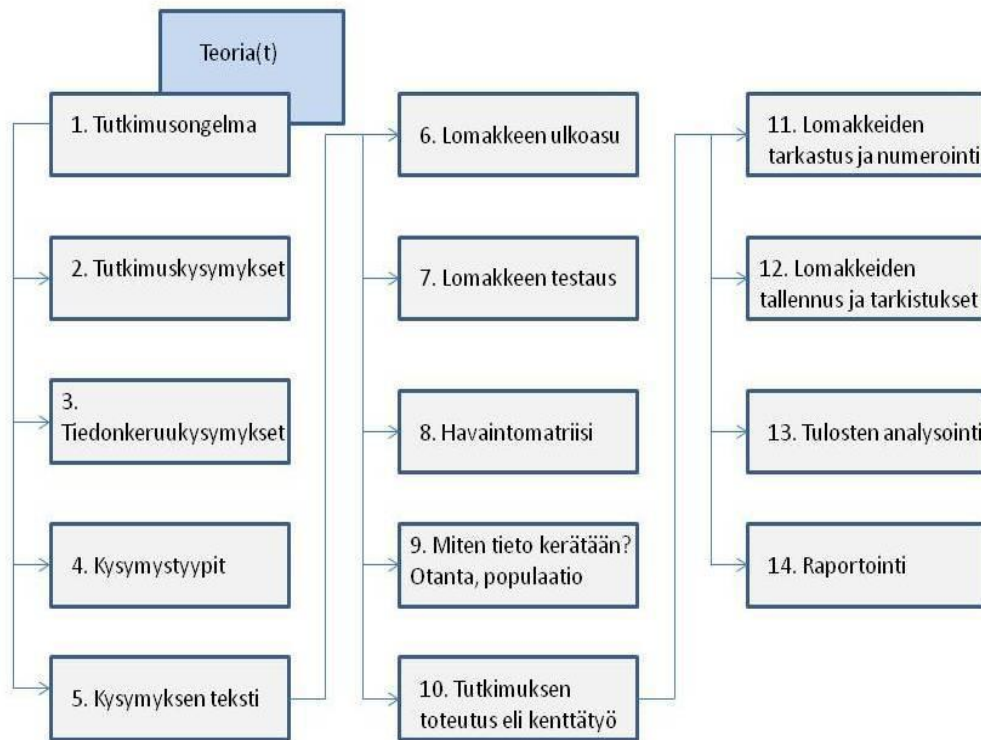 Teoria(t)
1. Tutkimusongelma
2. Tutkimuskysymykset
3.
Tiedonkeruukysymykset
4. Kysymystyypit
5. Kysymyksen teksti
6. Lomakkeen ulkoasu
7. Lomakkeen testaus
8. Havaintomatriisi
9. Miten tieto kerätään?
Otanta, populaatio
10. Tutkimuksen
toteutus eli kenttätyö
11. Lomakkeiden
tarkastus ja numerointi
12. Lomakkeiden
tallennus ja tarkistukset
13. Tulosten analysointi
14. Raportointi